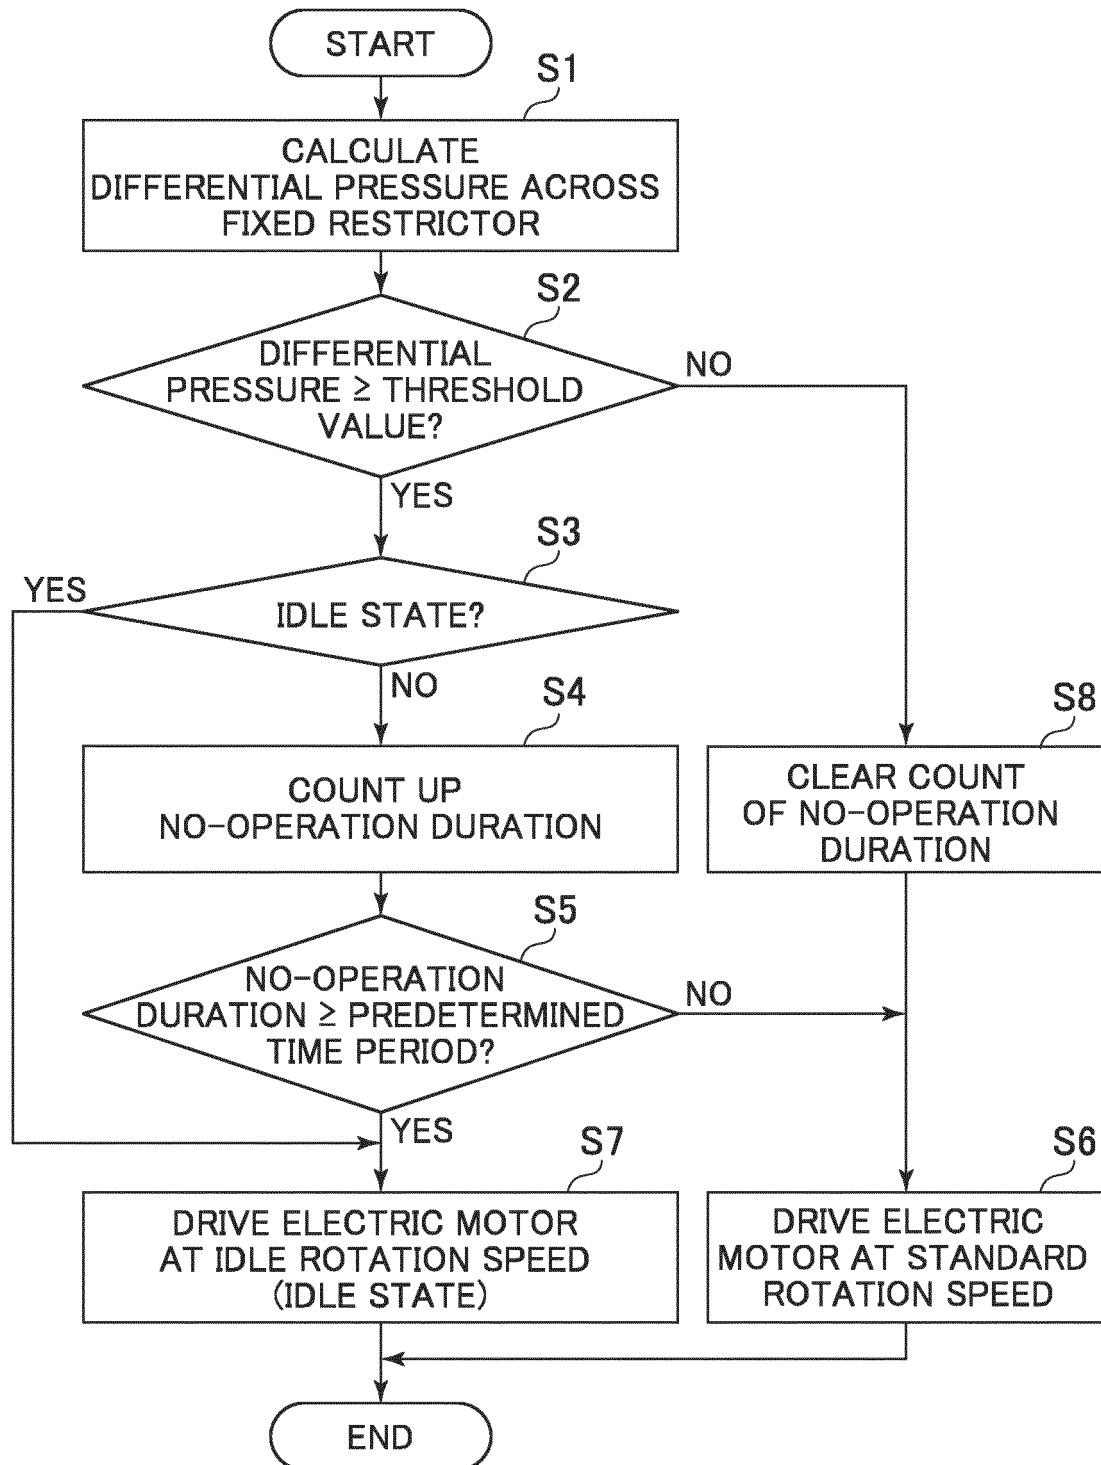 START
S1
CALCULATE
DIFFERENTIAL PRESSURE ACROSS
FIXED RESTRICTOR
S2
DIFFERENTIAL
PRESSURE ≥ THRESHOLD
VALUE?
NO
YES
S3
YES
IDLE STATE?
NO
S4
COUNT UP
NO-OPERATION DURATION
S8
CLEAR COUNT
OF NO-OPERATION
DURATION
S5
NO-OPERATION
DURATION ≥ PREDETERMINED
TIME PERIOD?
NO
YES
S7
DRIVE ELECTRIC MOTOR
AT IDLE ROTATION SPEED
(IDLE STATE)
S6
DRIVE ELECTRIC
MOTOR AT STANDARD
ROTATION SPEED
END